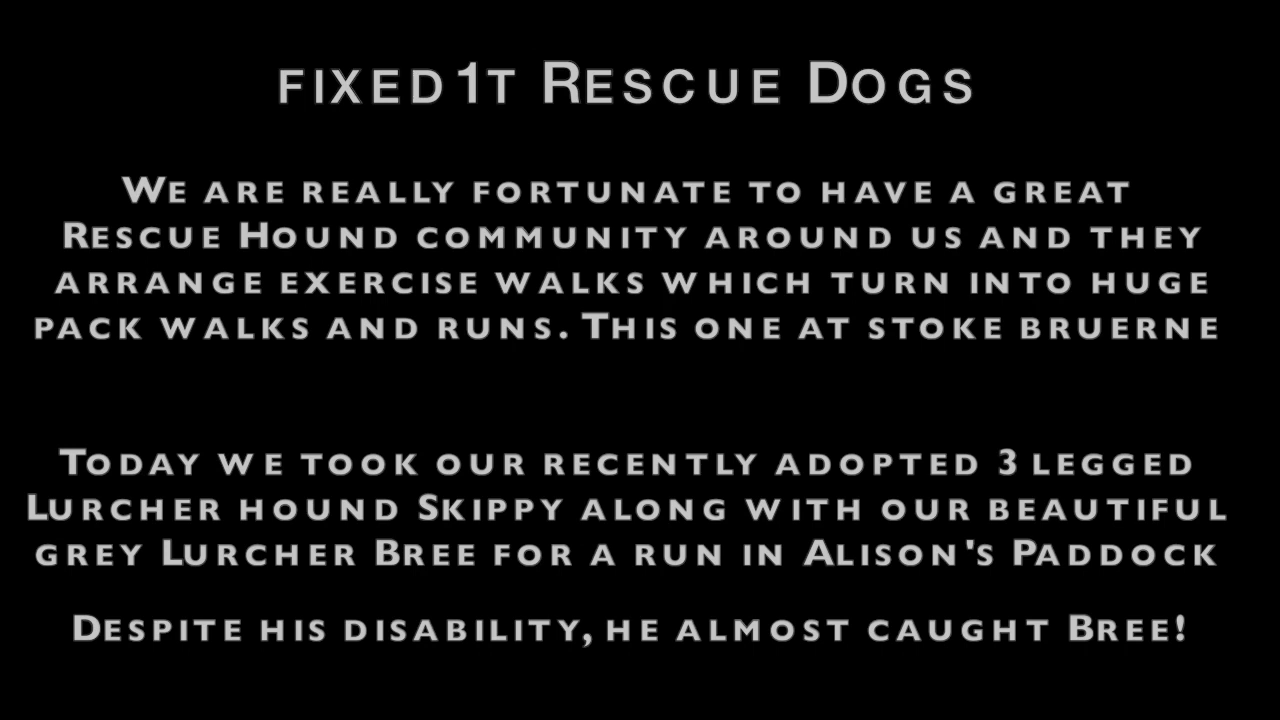 fixed1t Rescue Dogs
We are really fortunate to have a great
Rescue Hound community around us and they
arrange exercise walks which turn into huge
pack walks and runs. This one at stoke bruerne
Today we took our recently adopted 3 legged
Lurcher hound Skippy along with our beautiful
grey Lurcher Bree for a run in Alison's Paddock
Despite his disability, he almost caught Bree!